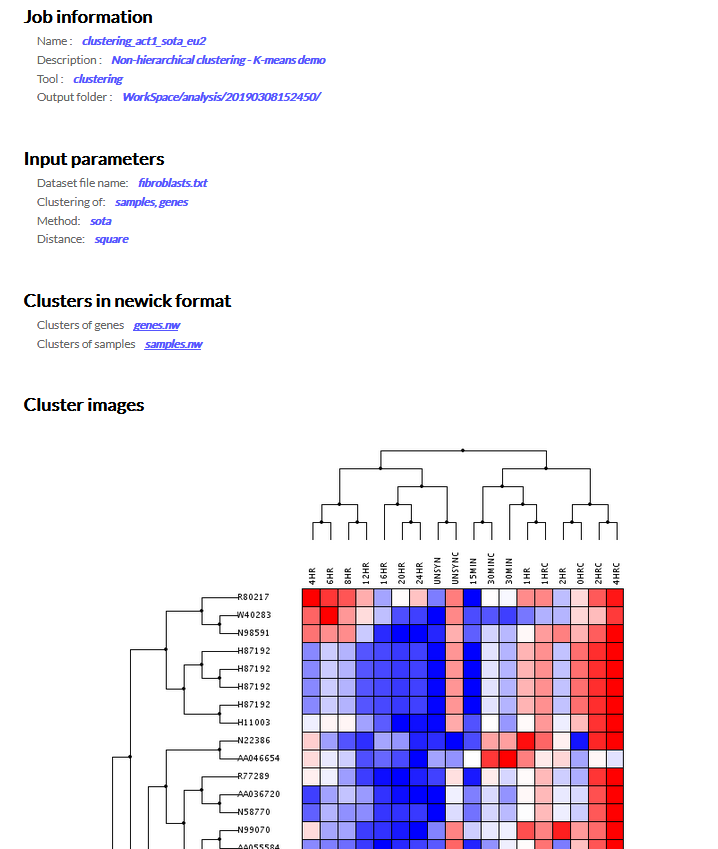 Job information
Name : clustering_act1_sota_eu2
Description : Non-hierarchical clustering - K-means demo
Tool : clustering
Output folder : WorkSpace/analysis/20190308152450/
Input parameters
Dataset file name: fibroblasts.txt
Clustering of: samples, genes
Method: sota
Distance: square
Clusters in newick format
Clusters of genes genes.nw
Clusters of samples samples.nw
Cluster images
4HR 6HR 8HR 12HR 16HR 20HR 24HR UNSYN UNSYNC 15MIN 30MINC 30MIN 1HR 1HRC 2HR 0HRC 2HRC 4HRC
R80217
W40283
N98591
H87192
H87192
H87192
H87192
H11003
N22386
AA046654
R77289
AA036720
N58770
N99070
AA055584